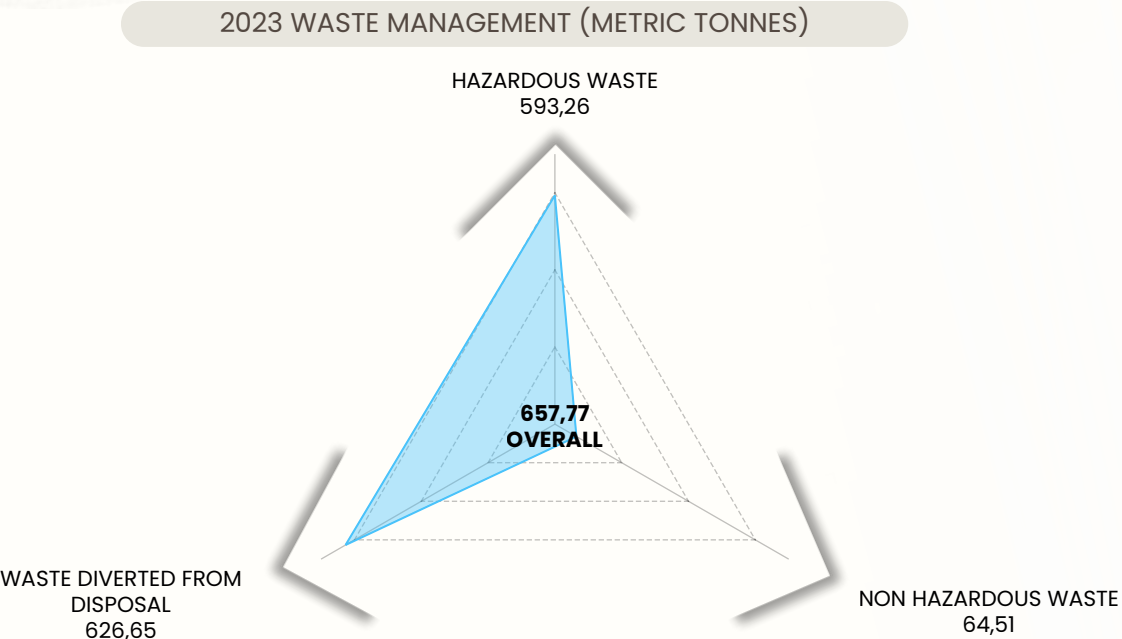 2023 WASTE MANAGEMENT (METRIC TONNES)
HAZARDOUS WASTE
593,26
657,77
OVERALL
WASTE DIVERTED FROM
DISPOSAL
626,65
NON HAZARDOUS WASTE
64,51